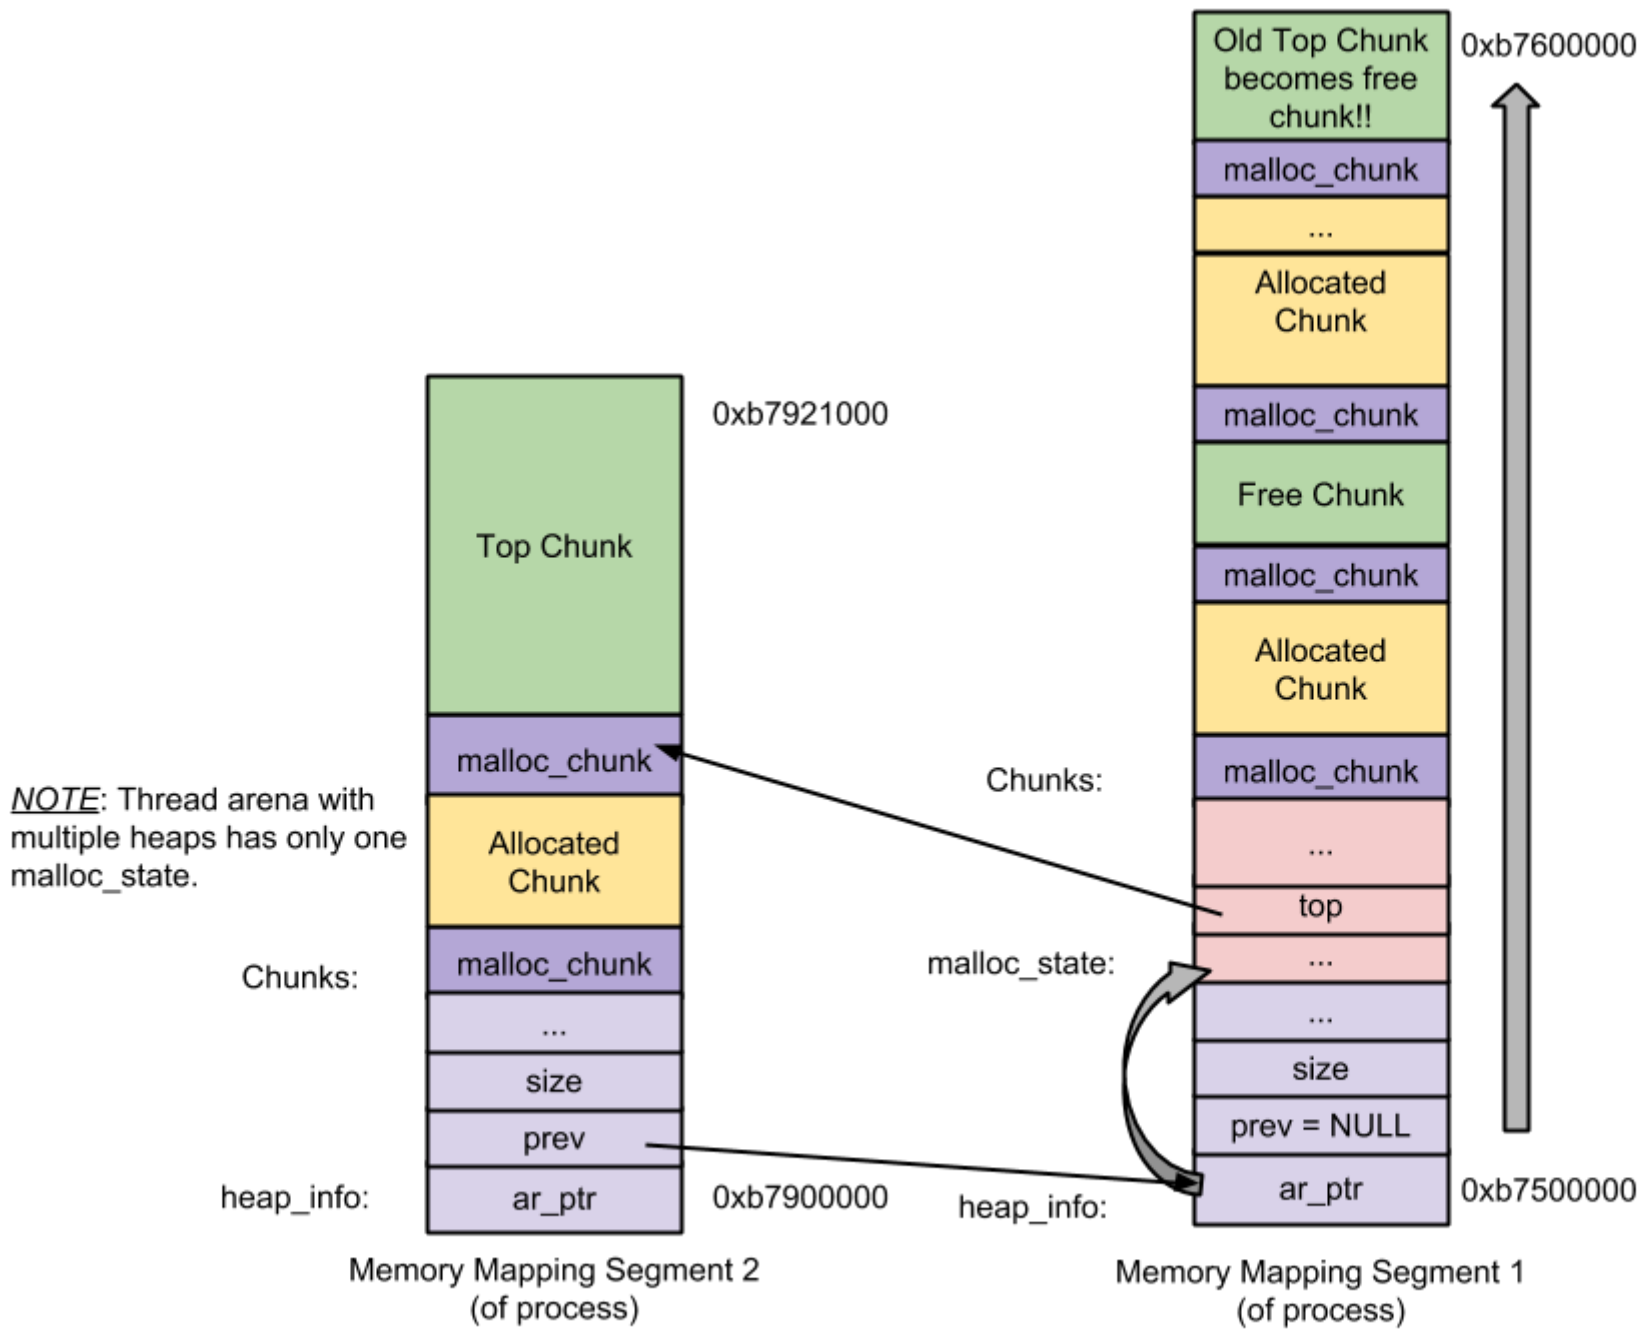 Old Top Chunk
becomes free
chunk!!
0xb7600000
malloc_chunk
...
Allocated
Chunk
malloc_chunk
Free Chunk
malloc_chunk
Allocated
Chunk
malloc_chunk
Chunks:
...
top
malloc_state:
...
...
size
prev = NULL
heap_info:
ar_ptr
0xb7500000
Memory Mapping Segment 1
(of process)
0xb7921000
Top Chunk
malloc_chunk
NOTE: Thread arena with
multiple heaps has only one
malloc_state.
Allocated
Chunk
Chunks:
malloc_chunk
...
size
prev
heap_info:
ar_ptr
0xb7900000
Memory Mapping Segment 2
(of process)